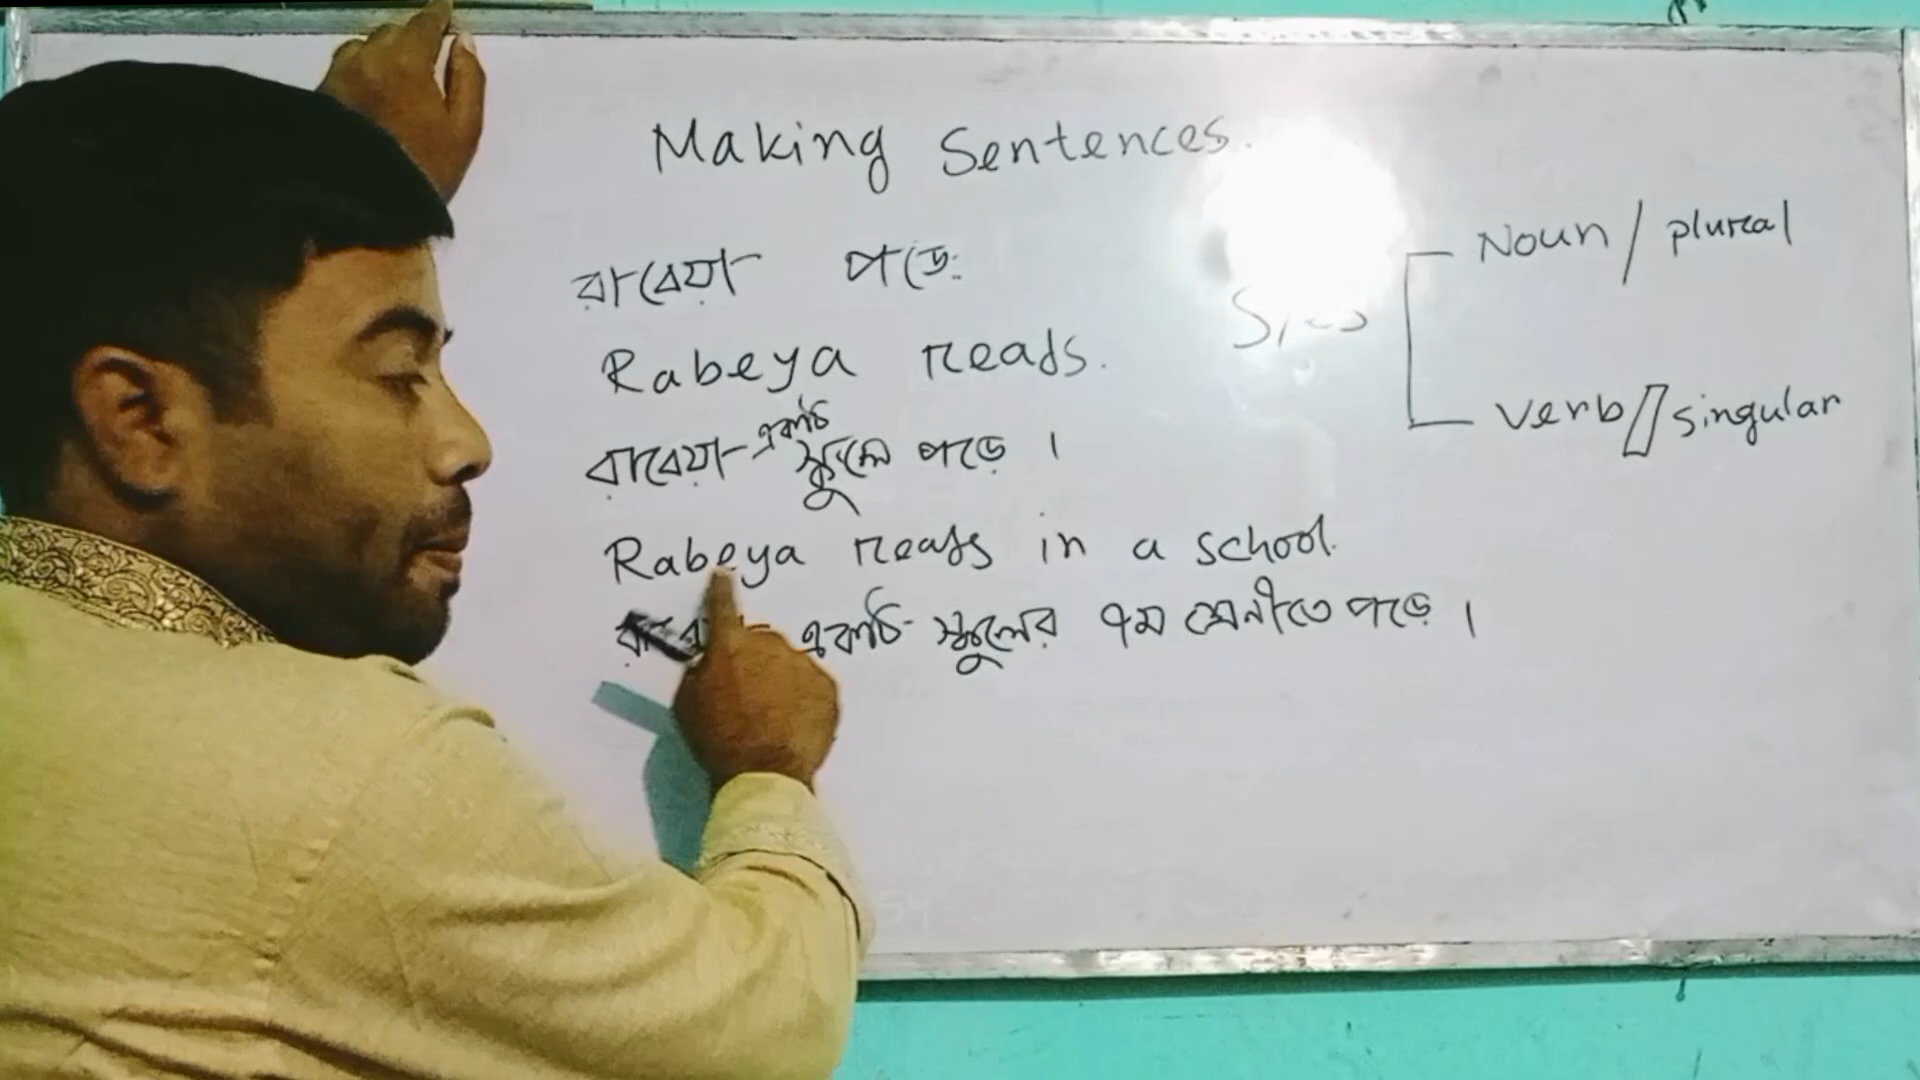 Making Sentences.
রাবেয়া পড়ে.
Rabeya reads.
রাবেয়া একটি স্কুলে পড়ে ।
Rabeya reads in a school.
একটি স্কুলের ৭ম শ্রেনীতে পড়ে ।
Noun / plural
verb // singular